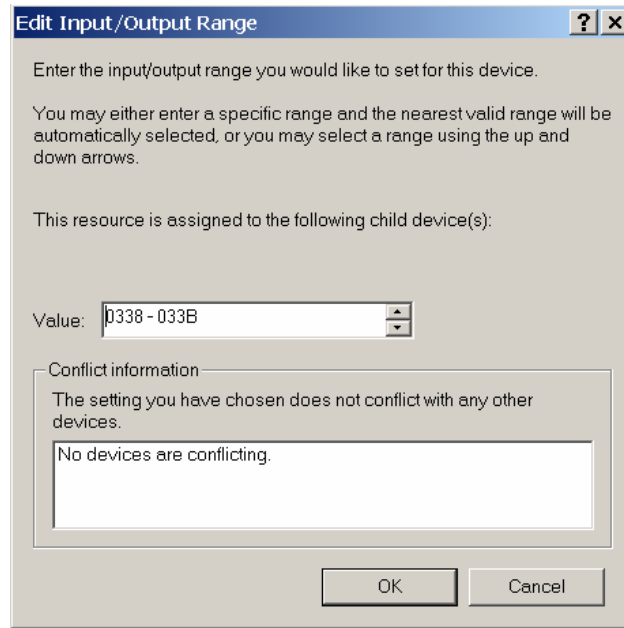 Edit Input/Output Range
Enter the input/output range you would like to set for this device.
You may either enter a specific range and the nearest valid range will be
automatically selected, or you may select a range using the up and
down arrows.
This resource is assigned to the following child device(s):
Value: 0338 - 033B
Conflict information
The setting you have chosen does not conflict with any other
devices.
No devices are conflicting.
OK Cancel